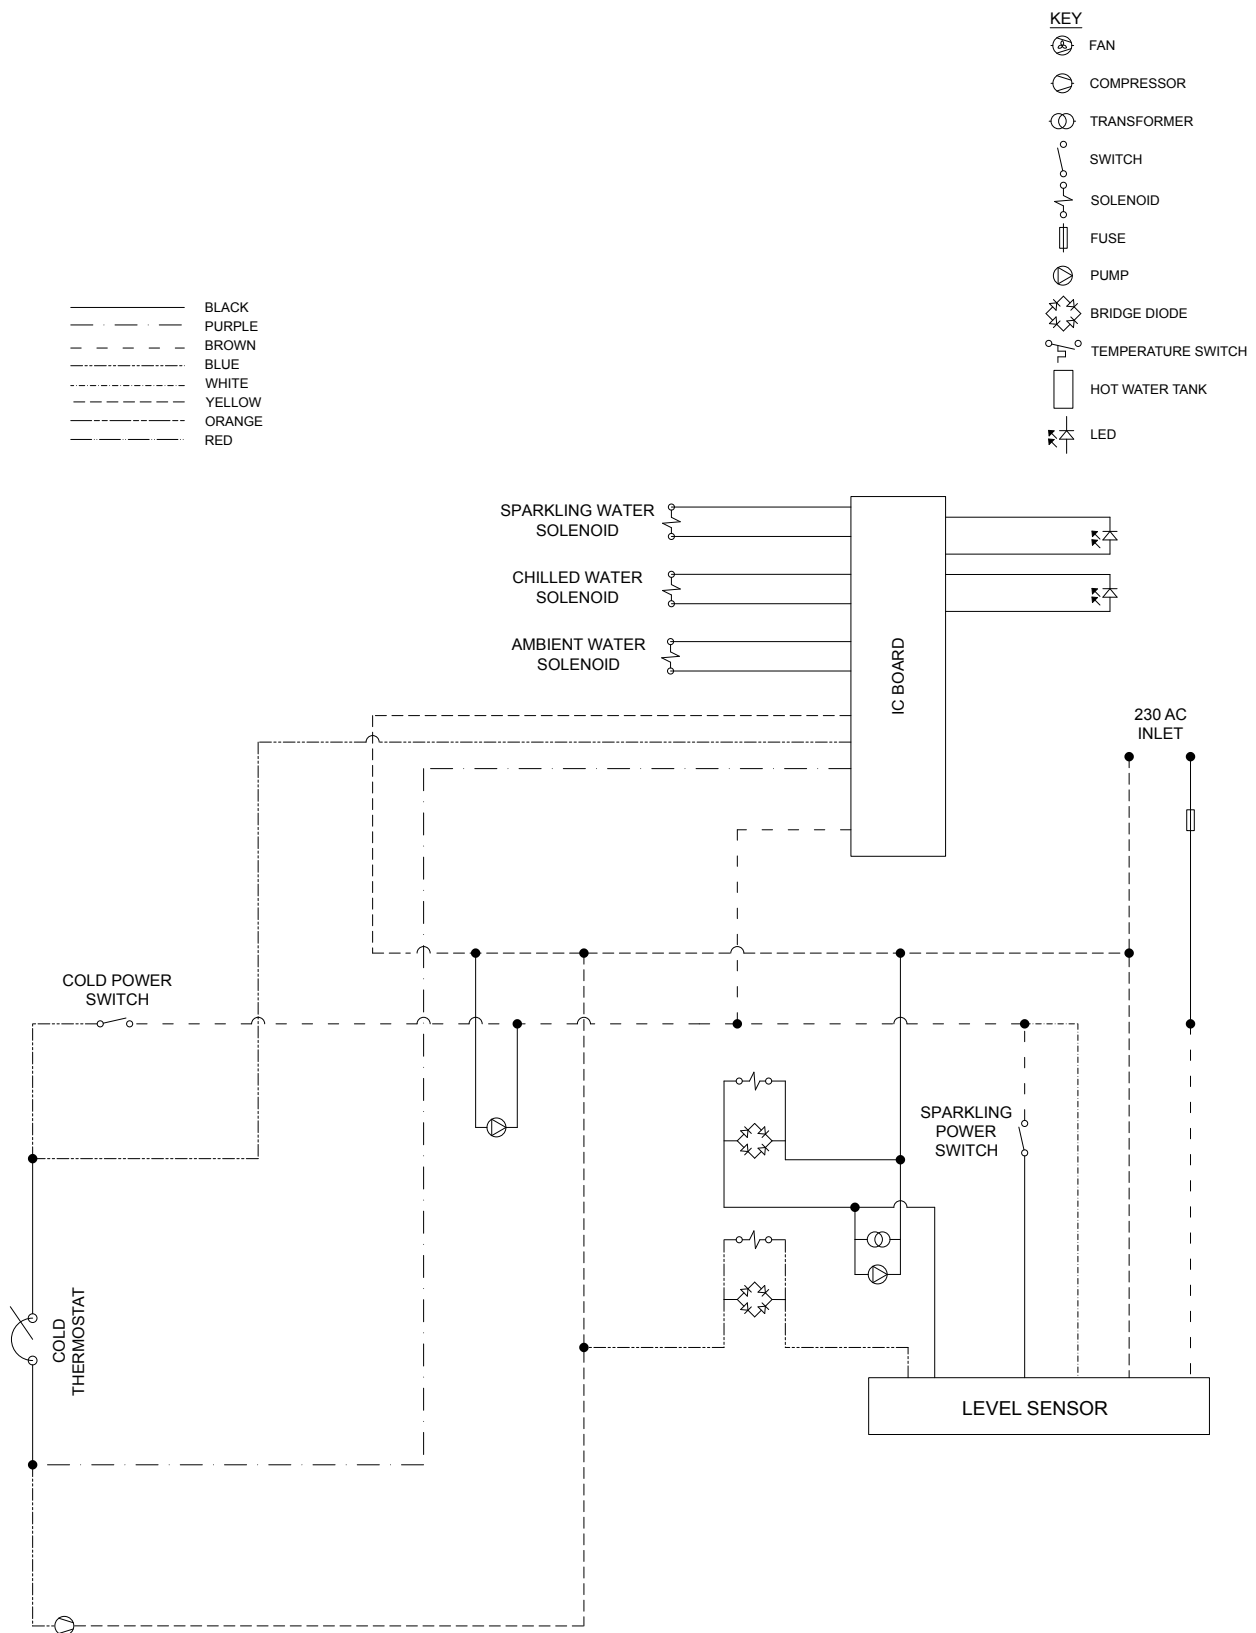 KEY
FAN
COMPRESSOR
TRANSFORMER
SWITCH
SOLENOID
FUSE
PUMP
BRIDGE DIODE
TEMPERATURE SWITCH
HOT WATER TANK
LED
BLACK
PURPLE
BROWN
BLUE
WHITE
YELLOW
ORANGE
RED
SPARKLING WATER
SOLENOID
CHILLED WATER
SOLENOID
AMBIENT WATER
SOLENOID
IC BOARD
230 AC
INLET
COLD POWER
SWITCH
SPARKLING
POWER
SWITCH
COLD
THERMOSTAT
LEVEL SENSOR